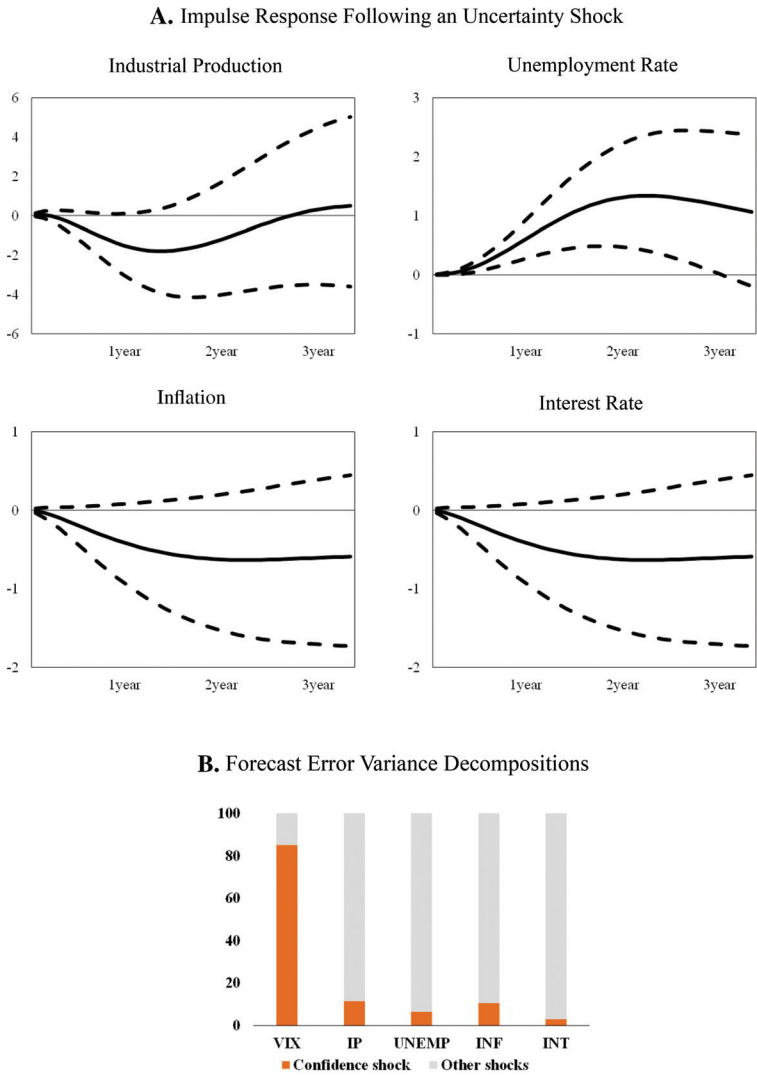 A. Impulse Response Following an Uncertainty Shock
Industrial Production
6
4
2
0
-2
-4
-6
1year 2year 3year
Unemployment Rate
3
2
1
0
-1
1year 2year 3year
Inflation
1
0
-1
-2
1year 2year 3year
Interest Rate
1
0
-1
-2
1year 2year 3year
B. Forecast Error Variance Decompositions
100
80
60
40
20
0
VIX IP UNEMP INF INT
Confidence shock Other shocks